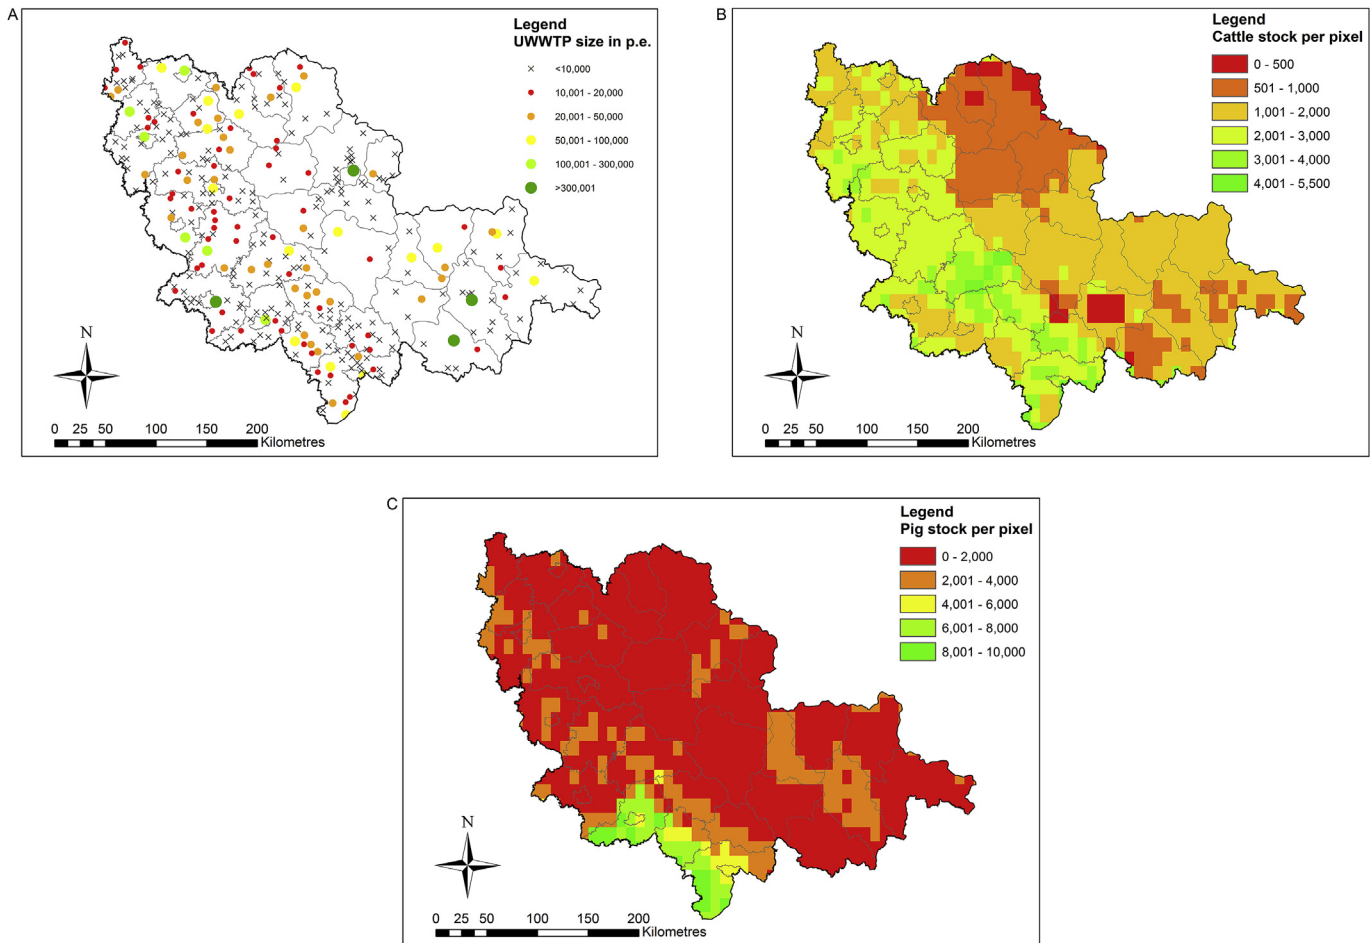 A
Legend
UWWTP size in p.e.
<10,000
10,001 - 20,000
20,001 - 50,000
50,001 - 100,000
100,001 - 300,000
>300,001
N
0 25 50 100 150 200
Kilometres
B
Legend
Cattle stock per pixel
0 - 500
501 - 1,000
1,001 - 2,000
2,001 - 3,000
3,001 - 4,000
4,001 - 5,500
N
0 25 50 100 150 200
Kilometres
C
Legend
Pig stock per pixel
0 - 2,000
2,001 - 4,000
4,001 - 6,000
6,001 - 8,000
8,001 - 10,000
N
0 25 50 100 150 200
Kilometres